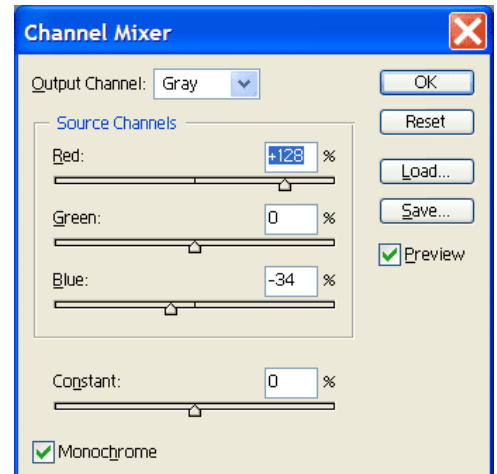 Channel Mixer
Output Channel: Gray
OK
Source Channels
Reset
Red: +128 %
Load...
Green: 0 %
Save...
Preview
Blue: -34 %
Constant: 0 %
Monochrome